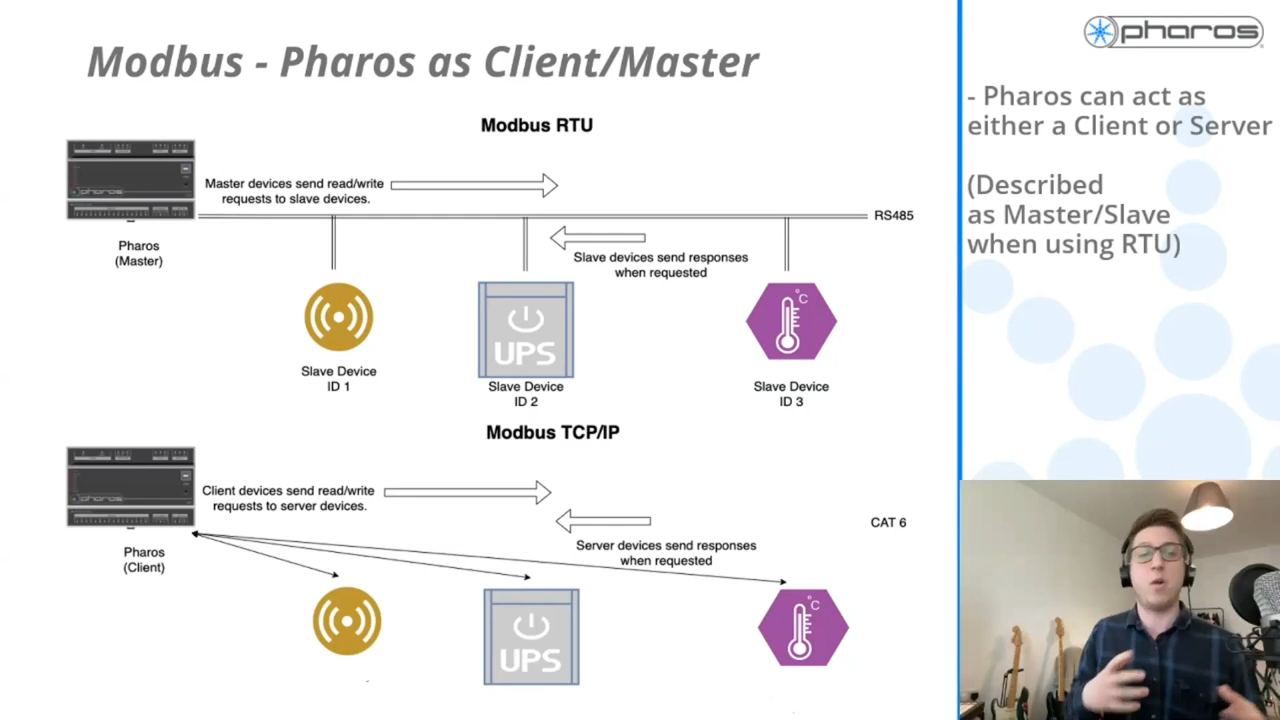 Modbus - Pharos as Client/Master
Modbus RTU
Master devices send read/write
requests to slave devices.
RS485
Pharos
(Master)
Slave devices send responses
when requested
°C
UPS
Slave Device
ID 1
Slave Device
ID 2
Slave Device
ID 3
Modbus TCP/IP
Client devices send read/write
requests to server devices.
CAT 6
Pharos
(Client)
Server devices send responses
when requested
°C
UPS
pharos
- Pharos can act as
either a Client or Server
(Described
as Master/Slave
when using RTU)